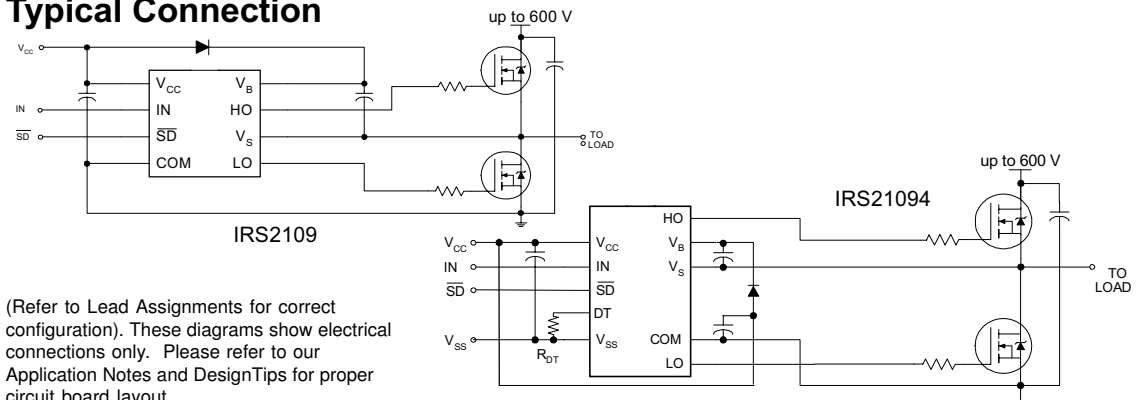 Typical Connection
up to 600 V
VCC
VCC
VB
IN
IN
HO
SD
SD
VS
TO
LOAD
COM
LO
IRS2109
up to 600 V
IRS21094
HO
VCC
VCC
VB
IN
IN
VS
TO
LOAD
SD
SD
DT
VSS
RDT
VSS
COM
LO
(Refer to Lead Assignments for correct
configuration). These diagrams show electrical
connections only. Please refer to our
Application Notes and DesignTips for proper
circuit board layout